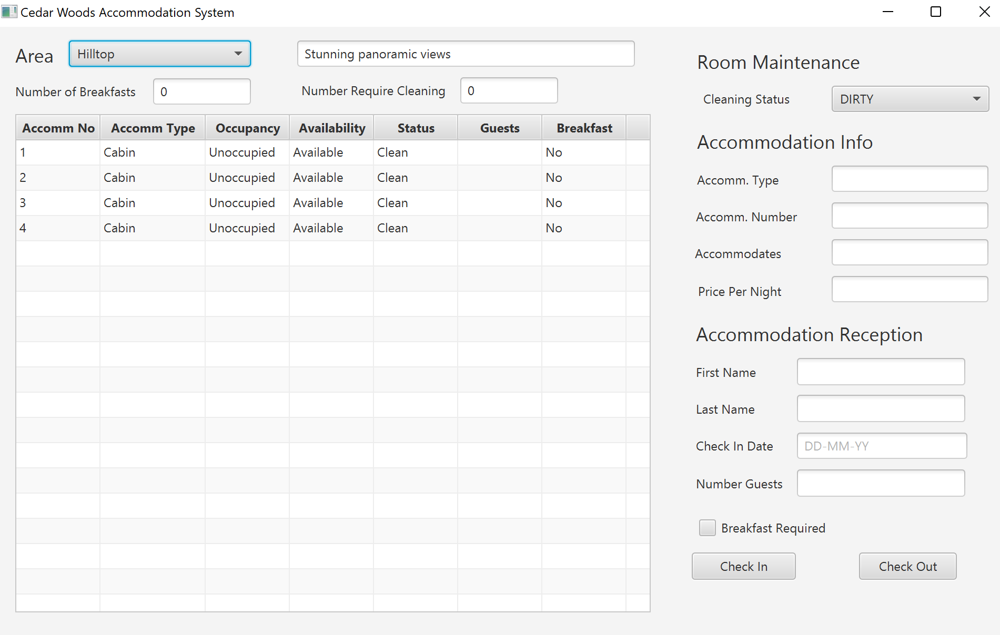 Cedar Woods Accommodation System
Area Hilltop Stunning panoramic views
Number of Breakfasts 0 Number Require Cleaning 0
Accomm No Accomm Type Occupancy Availability Status Guests Breakfast
1 Cabin Unoccupied Available Clean No
2 Cabin Unoccupied Available Clean No
3 Cabin Unoccupied Available Clean No
4 Cabin Unoccupied Available Clean No
Room Maintenance
Cleaning Status DIRTY
Accommodation Info
Accomm. Type
Accomm. Number
Accommodates
Price Per Night
Accommodation Reception
First Name
Last Name
Check In Date DD-MM-YY
Number Guests
Breakfast Required
Check In Check Out